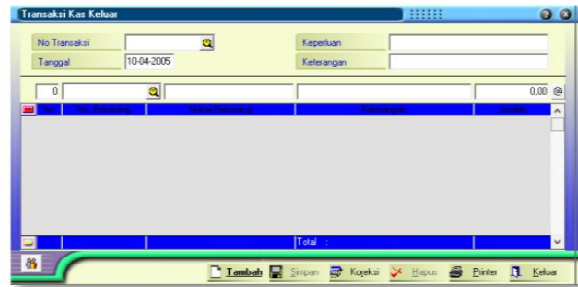 Transaksi Kas Keluar
No Transaksi Keperluan
Tanggal 10-04-2005 Keterangan
0 0,00 @
No No. Rekening Nama Rekening Keterangan Jumlah
Total :
Tambah Simpan Koreksi Hapus Printer Keluar